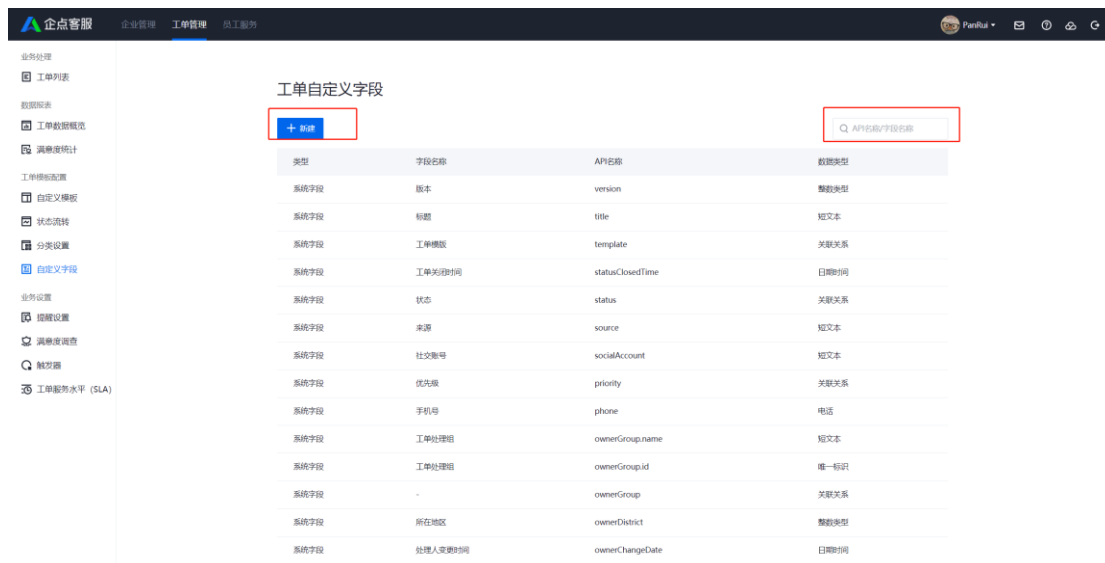 企点客服 企业管理 工单管理 员工服务 PanRui
业务处理
工单列表
数据报表
工单数据概览
满意度统计
工单模板配置
自定义模板
状态流转
分类设置
自定义字段
业务设置
提醒设置
满意度调查
触发器
工单服务水平 (SLA)
工单自定义字段
+ 新建 API名称/字段名称
类型 字段名称 API名称 数据类型
系统字段 版本 version 整数类型
系统字段 标题 title 短文本
系统字段 工单模版 template 关联关系
系统字段 工单关闭时间 statusClosedTime 日期时间
系统字段 状态 status 关联关系
系统字段 来源 source 短文本
系统字段 社交账号 socialAccount 短文本
系统字段 优先级 priority 关联关系
系统字段 手机号 phone 电话
系统字段 工单处理组 ownerGroup.name 短文本
系统字段 工单处理组 ownerGroup.id 唯一标识
系统字段 - ownerGroup 关联关系
系统字段 所在地区 ownerDistrict 整数类型
系统字段 处理人变更时间 ownerChangeDate 日期时间